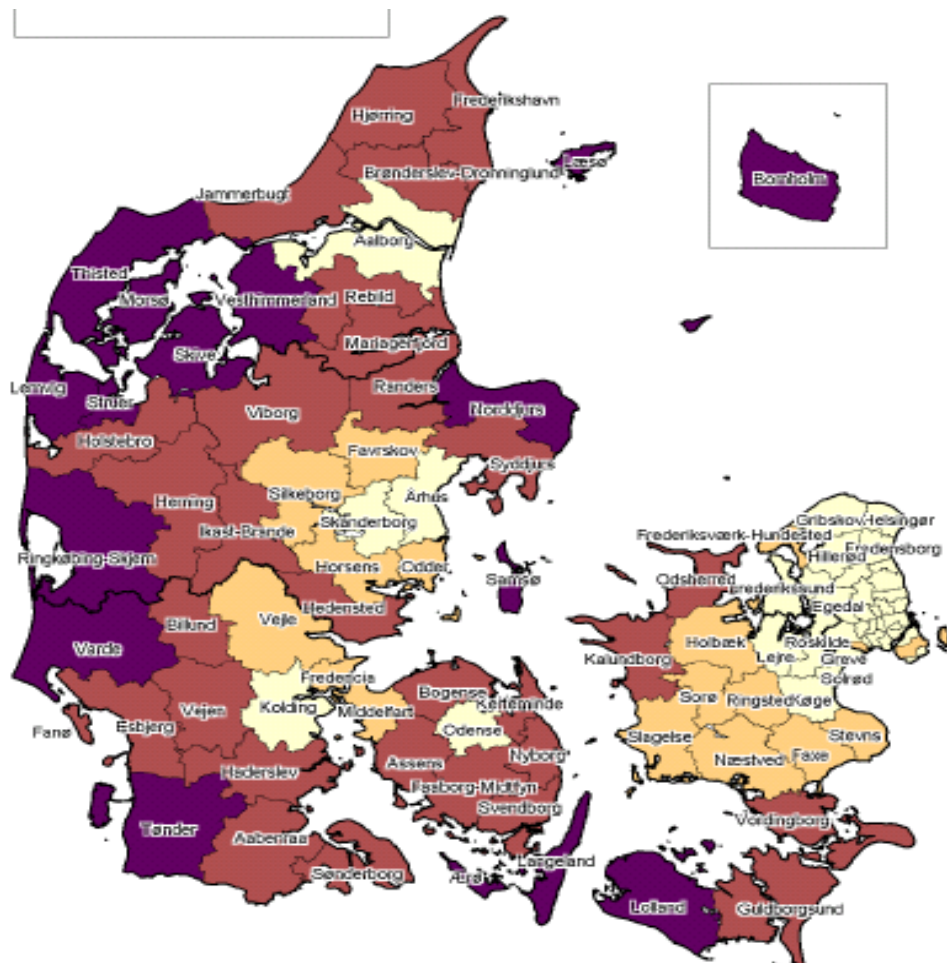 Frederikshavn
Hjørring
Brønderslev-Dronninglund
Læsø
Bornholm
Jammerbugt
Aalborg
Thisted
Morsø
Vesthimmerland
Rebild
Mariagerfjord
Skive
Lemvig
Struer
Randers
Viborg
Norddjurs
Holstebro
Favrskov
Syddjurs
Silkeborg
Århus
Herning
Skanderborg
Ikast-Brande
Gribskov
Helsingør
Frederiksværk-Hundested
Fredensborg
Hillerød
Ringkøbing-Skjern
Horsens
Odder
Samsø
Odsherred
Frederikssund
Egedal
Hedensted
Billund
Vejle
Varde
Holbæk
Roskilde
Kalundborg
Lejre
Greve
Solrød
Fredericia
Bogense
Kerteminde
Sorø
Ringsted
Køge
Kolding
Middelfart
Vejen
Esbjerg
Fanø
Odense
Slagelse
Stevns
Nyborg
Næstved
Faxe
Haderslev
Assens
Faaborg-Midtfyn
Svendborg
Vordingborg
Tønder
Aabenraa
Langeland
Ærø
Sønderborg
Lolland
Guldborgsund